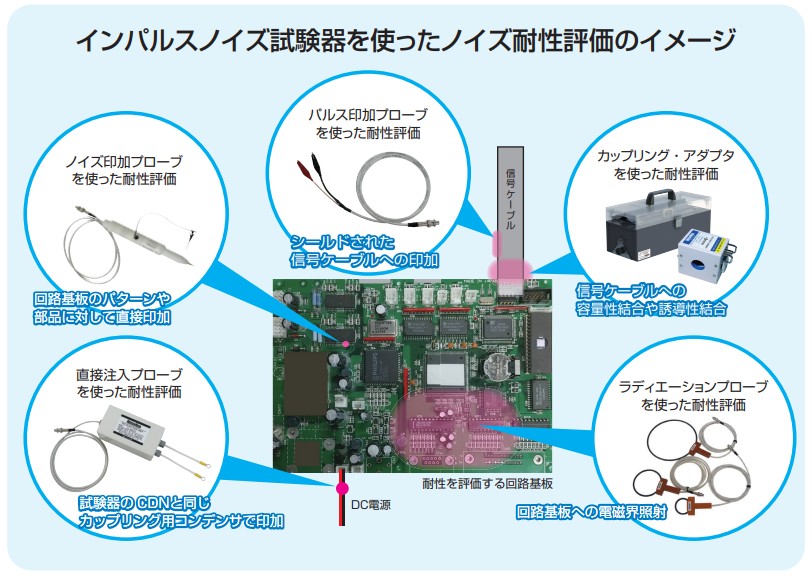 インパルスノイズ試験器を使ったノイズ耐性評価のイメージ
パルス印加プローブ
を使った耐性評価
シールドされた
信号ケーブルへの印加
ノイズ印加プローブ
を使った耐性評価
回路基板のパターンや
部品に対して直接印加
信号ケーブル
カップリング・アダプタ
を使った耐性評価
信号ケーブルへの
容量性結合や誘導性結合
直接注入プローブ
を使った耐性評価
試験器のCDNと同じ
カップリング用コンデンサで印加
DC電源
耐性を評価する回路基板
ラディエーションプローブ
を使った耐性評価
回路基板への電磁界照射